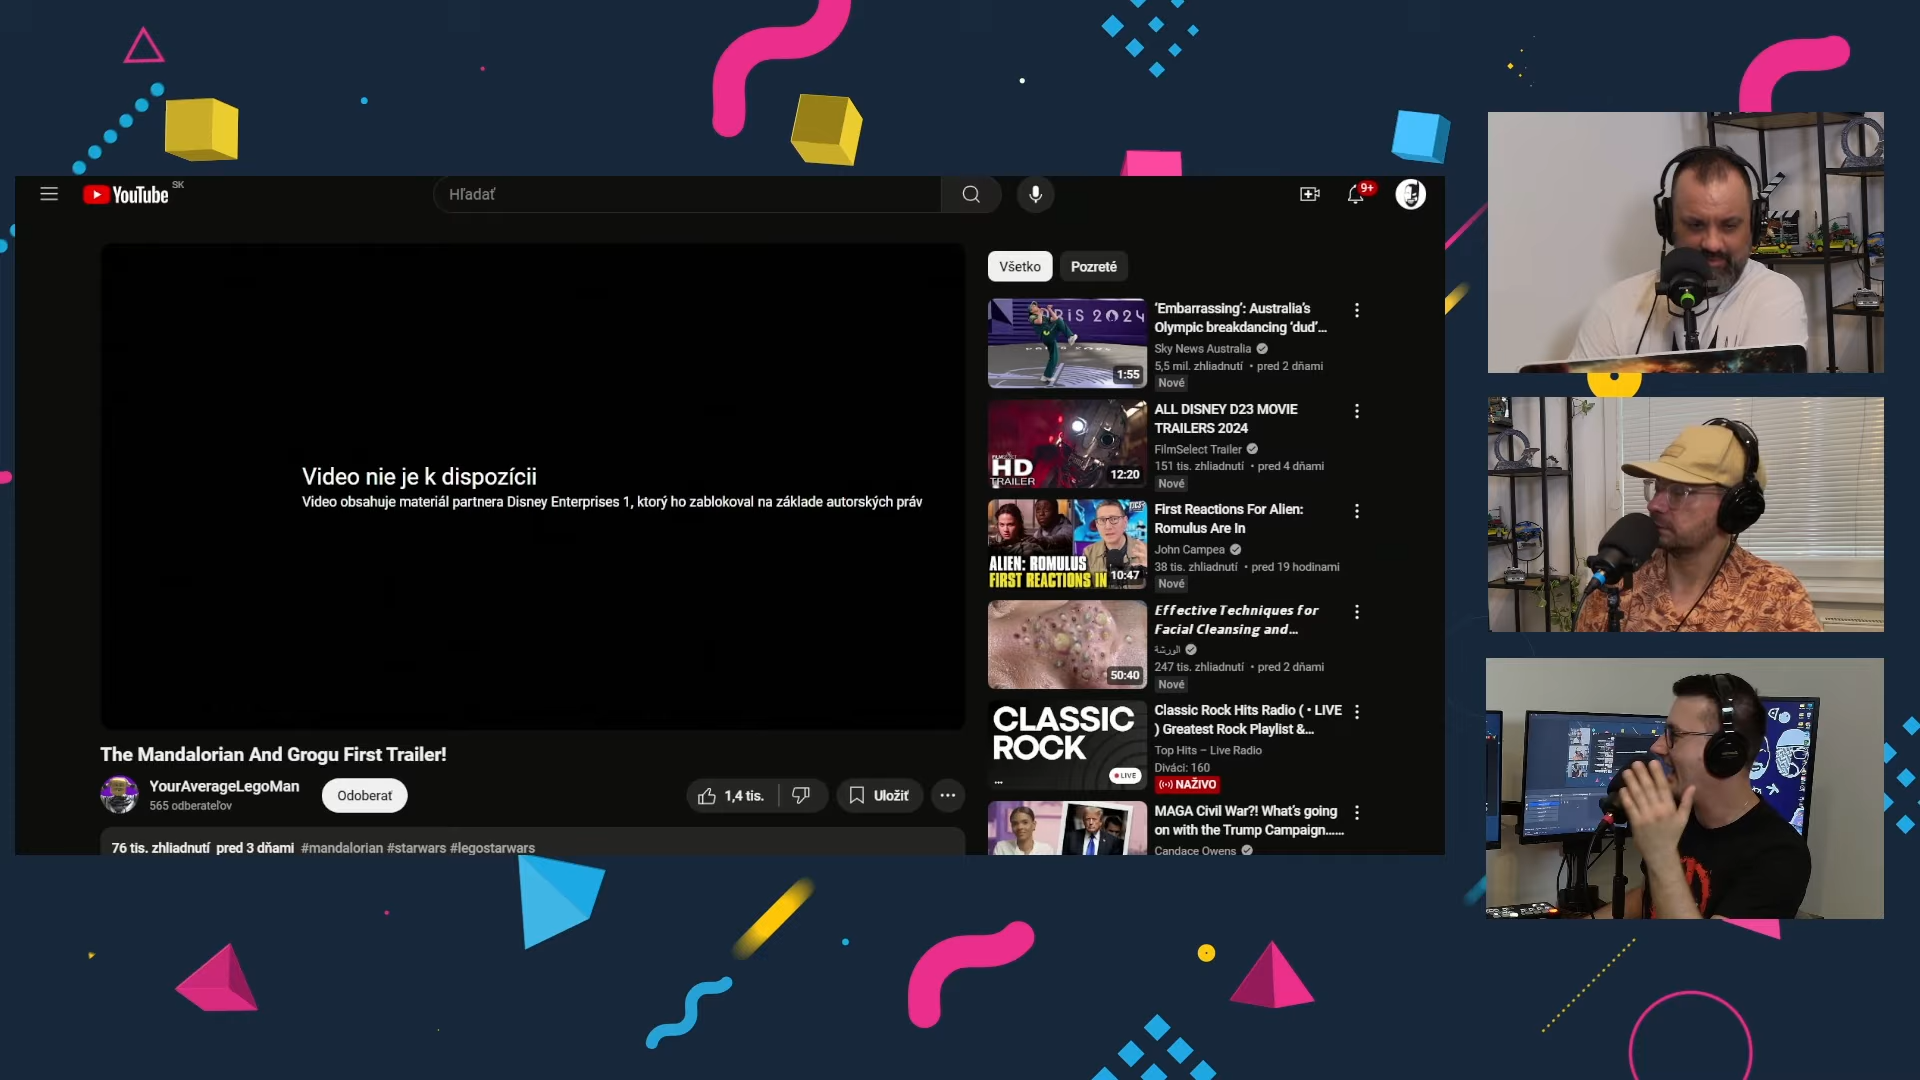 YouTube SK
Hľadať
9+
Video nie je k dispozícii
Video obsahuje materiál partnera Disney Enterprises 1, ktorý ho zablokoval na základe autorských práv
The Mandalorian And Grogu First Trailer!
YourAverageLegoMan
565 odberateľov
Odoberať
1,4 tis.
Uložiť
76 tis. zhliadnutí pred 3 dňami #mandalorian #starwars #legostarwars
Všetko
Pozreté
PARIS 2024
1:55
‘Embarrassing’: Australia’s
Olympic breakdancing ‘dud’...
Sky News Australia
5,5 mil. zhliadnutí • pred 2 dňami
Nové
HD
TRAILER
12:20
ALL DISNEY D23 MOVIE
TRAILERS 2024
FilmSelect Trailer
151 tis. zhliadnutí • pred 4 dňami
Nové
ALIEN: ROMULUS
FIRST REACTIONS IN
10:47
First Reactions For Alien:
Romulus Are In
John Campea
38 tis. zhliadnutí • pred 19 hodinami
Nové
50:40
Effective Techniques for
Facial Cleansing and...
الورشة
247 tis. zhliadnutí • pred 2 dňami
Nové
CLASSIC
ROCK
LIVE
Classic Rock Hits Radio ( • LIVE
) Greatest Rock Playlist &...
Top Hits – Live Radio
Diváci: 160
NAŽIVO
MAGA Civil War?! What’s going
on with the Trump Campaign......
Candace Owens